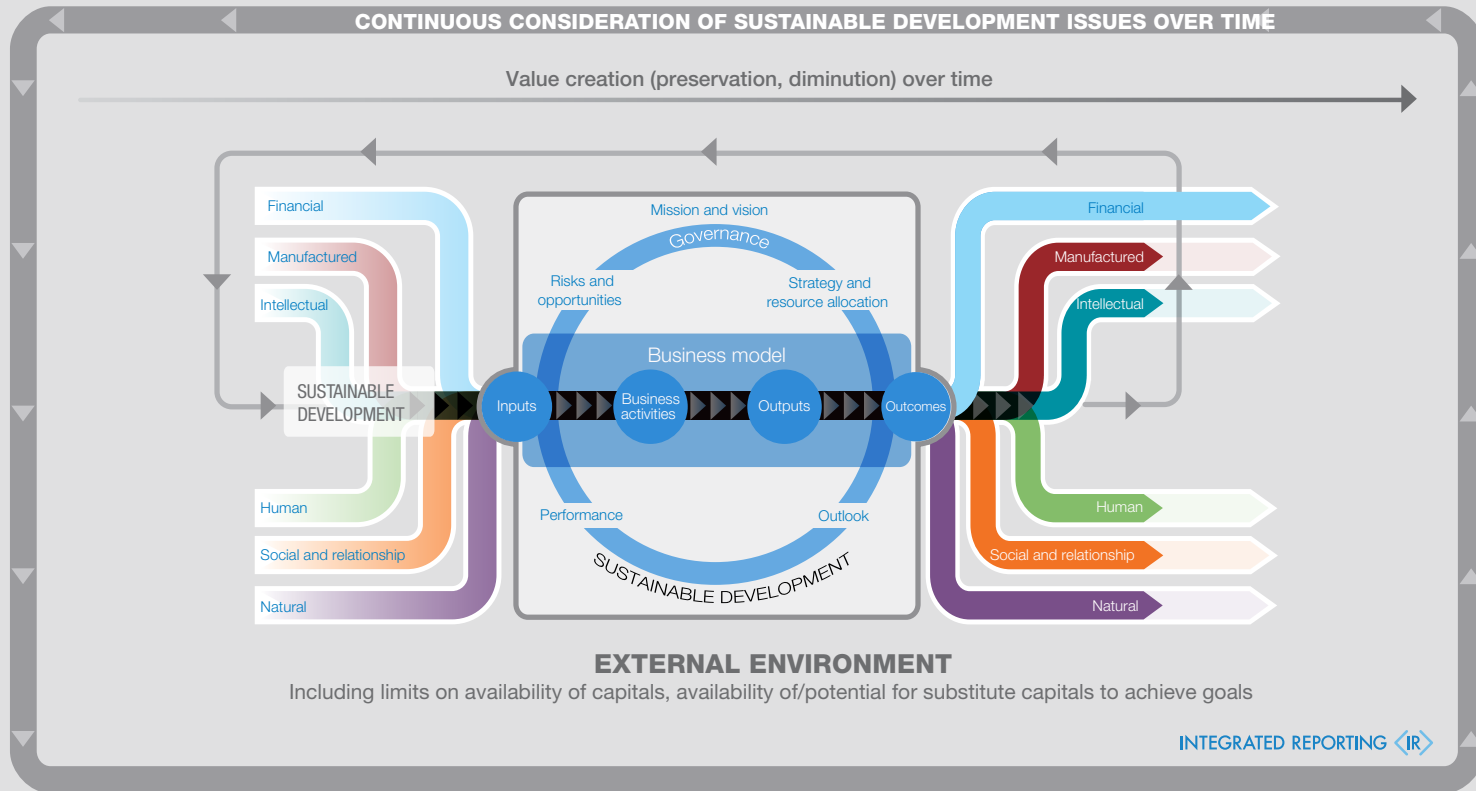 CONTINUOUS CONSIDERATION OF SUSTAINABLE DEVELOPMENT ISSUES OVER TIME
Value creation (preservation, diminution) over time
Financial
Manufactured
Intellectual
SUSTAINABLE
DEVELOPMENT
Human
Social and relationship
Natural
Mission and vision
Governance
Risks and
opportunities
Strategy and
resource allocation
Business model
Inputs
Business
activities
Outputs
Outcomes
Performance
Outlook
SUSTAINABLE DEVELOPMENT
Financial
Manufactured
Intellectual
Human
Social and relationship
Natural
EXTERNAL ENVIRONMENT
Including limits on availability of capitals, availability of/potential for substitute capitals to achieve goals
INTEGRATED REPORTING <IR>